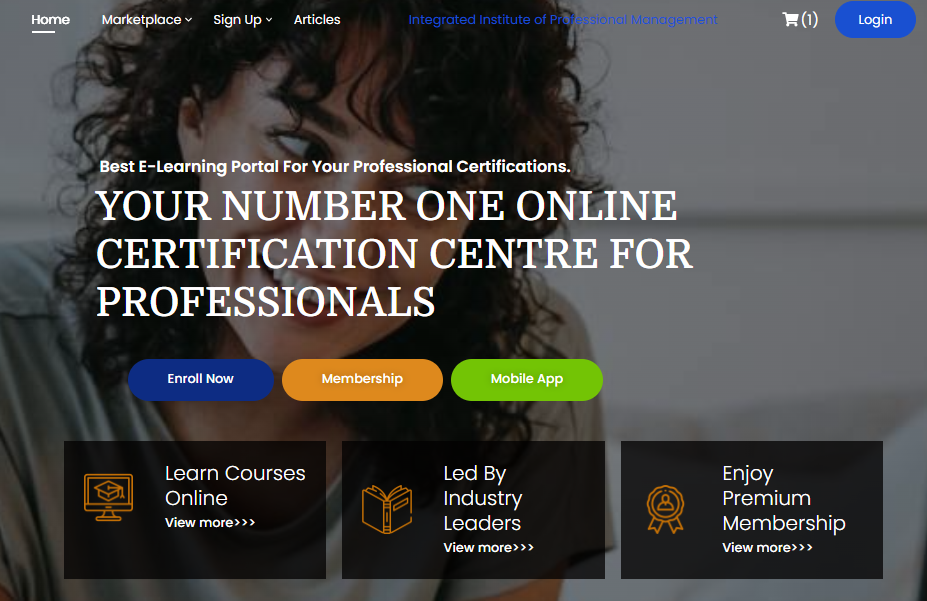 Home Marketplace Sign Up Articles Integrated Institute of Professional Management (1) Login
Best E-Learning Portal For Your Professional Certifications.
YOUR NUMBER ONE ONLINE
CERTIFICATION CENTRE FOR
PROFESSIONALS
Enroll Now Membership Mobile App
Learn Courses
Online
View more>>>
Led By
Industry
Leaders
View more>>>
Enjoy
Premium
Membership
View more>>>